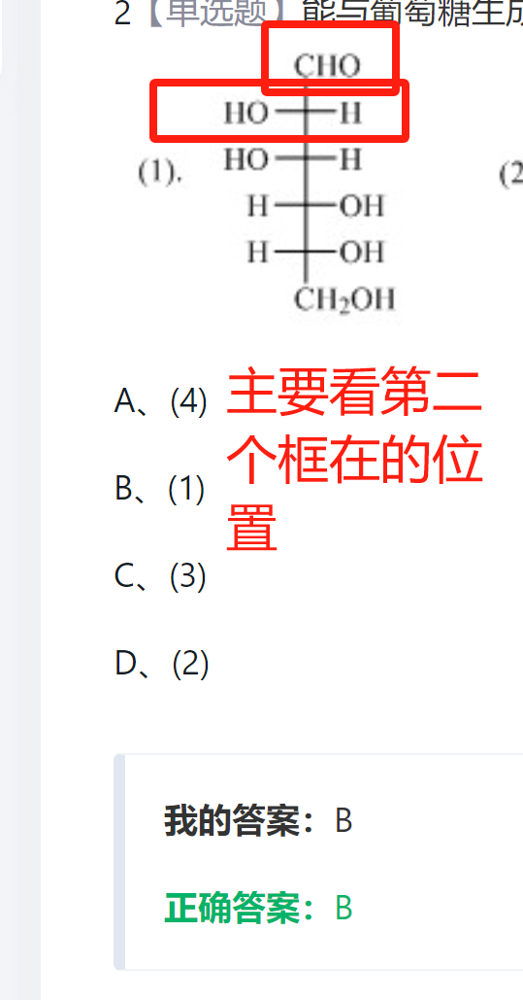 2【单选题】能与葡萄糖生成
CHO
HO H
(1). HO H (2
H OH
H OH
CH₂OH
A、(4)
主要看第二
个框在的位
置
B、(1)
C、(3)
D、(2)
我的答案：B
正确答案：B